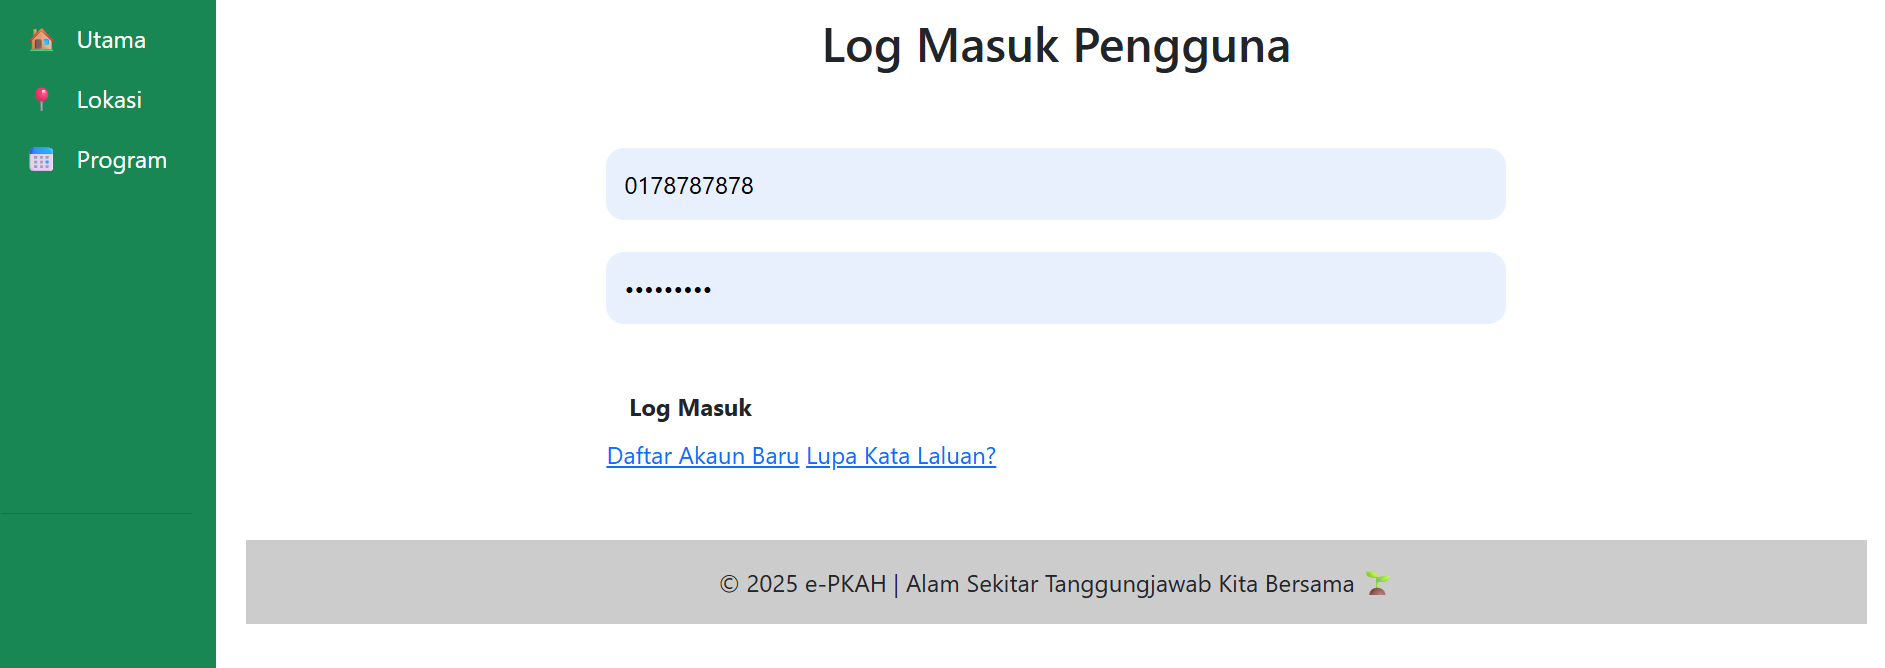 Utama
Lokasi
Program
Log Masuk Pengguna
0178787878
•••••••••
Log Masuk
Daftar Akaun Baru Lupa Kata Laluan?
© 2025 e-PKAH | Alam Sekitar Tanggungjawab Kita Bersama 🌱